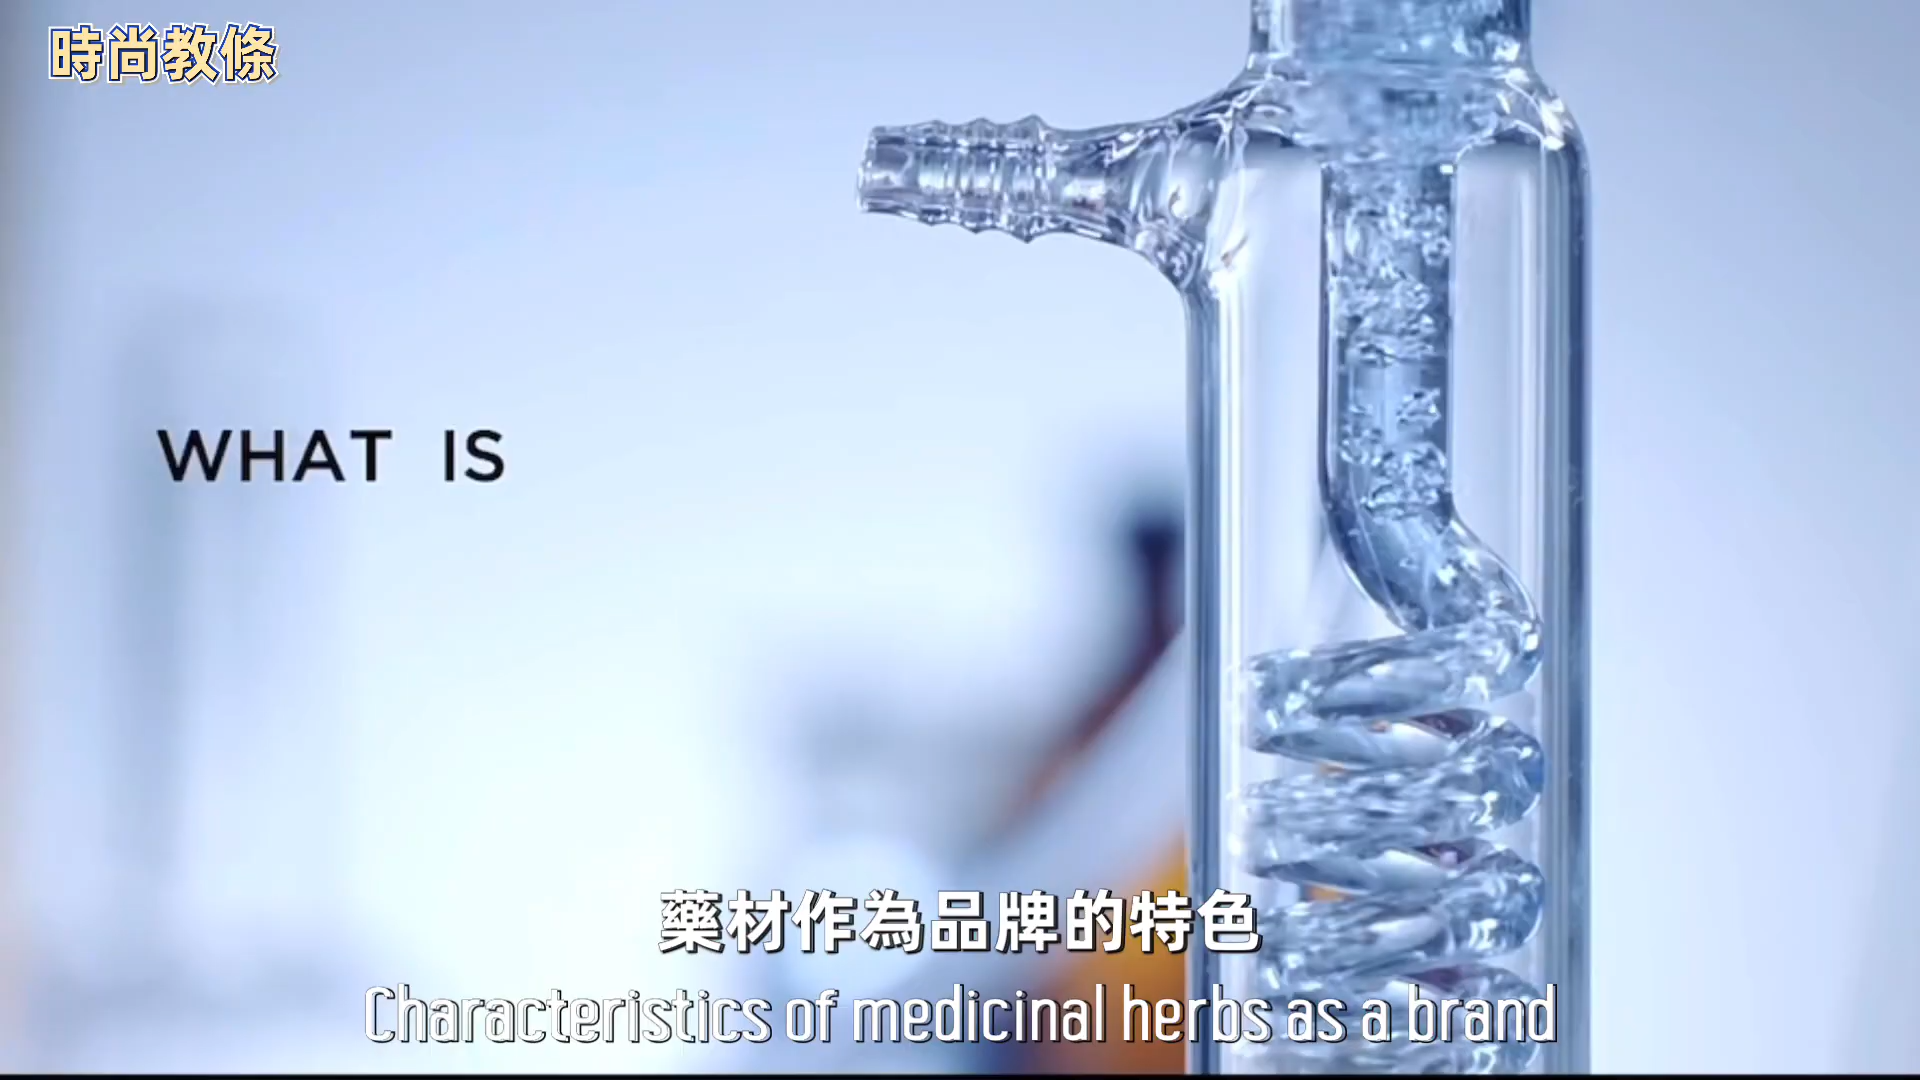 時尚教條
WHAT IS
藥材作為品牌的特色
Characteristics of medicinal herbs as a brand